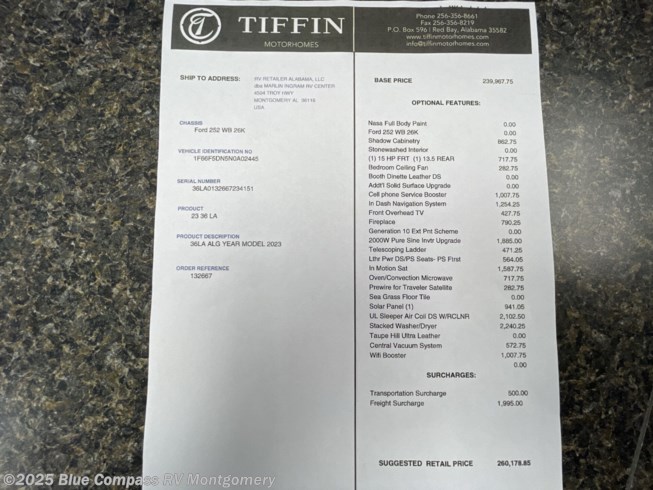 TIFFIN
MOTORHOMES
Phone 256-356-8661
Fax 256-356-8219
P.O. Box 596 | Red Bay, Alabama 35582
www.tiffinmotorhomes.com
info@tiffinmotorhomes.com
SHIP TO ADDRESS:
RV RETAILER ALABAMA, LLC
dba MARLIN INGRAM RV CENTER
TROY HWY
MONTGOMERY AL 36116
USA
CHASSIS
Ford 252 WB 26K
VEHICLE IDENTIFICATION NO
1F66F5DN5N0A02445
SERIAL NUMBER
36LA0132667234151
PRODUCT
23 36 LA
PRODUCT DESCRIPTION
36LA ALG YEAR MODEL 2023
ORDER REFERENCE
132667
BASE PRICE 239,967.75
OPTIONAL FEATURES:
Nass Full Body Paint 0.00
Ford 252 WB 26K 0.00
Shadow Cabinetry 862.75
Stonewashed Interior 0.00
(1) 15 HP FRT (1) 13.5 REAR 717.75
Bedroom Ceiling Fan 282.75
Booth Dinette Leather DS 0.00
Addt'l Solid Surface Upgrade 0.00
Cell phone Service Booster 1,007.75
In Dash Navigation System 1,254.25
Front Overhead TV 427.75
Fireplace 790.25
Generation 10 Ext Pnt Scheme 0.00
2000W Pure Sine Invtr Upgrade 1,885.00
Telescoping Ladder 471.25
Lthr Pwr DS/PS Seats- PS Ftrst 564.05
In Motion Sat 1,587.75
Oven/Convection Microwave 717.75
Prewire for Traveler Satellite 282.75
Sea Grass Floor Tile 0.00
Solar Panel (1) 941.05
UL Sleeper Air Coil DS W/RCLNR 2,102.50
Stacked Washer/Dryer 2,240.25
Taupe Hill Ultra Leather 0.00
Central Vacuum System 572.75
Wifi Booster 1,007.75
0.00
SURCHARGES:
Transportation Surcharge 500.00
Freight Surcharge 1,995.00
SUGGESTED RETAIL PRICE 260,178.85
©2025 Blue Compass RV Montgomery